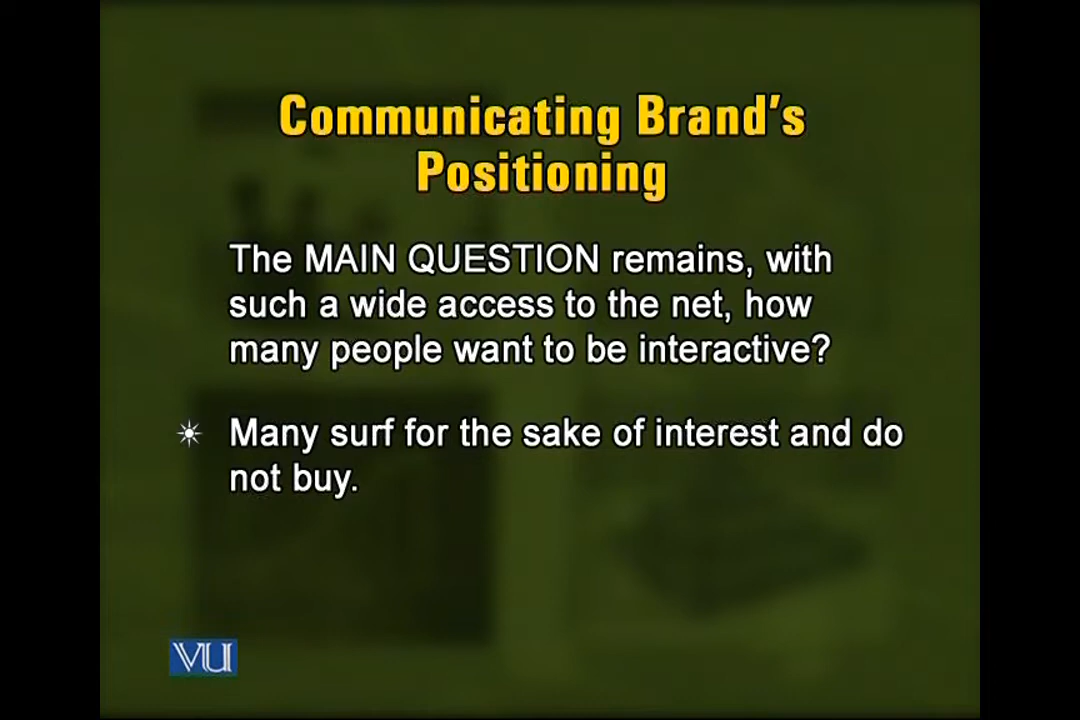 Communicating Brand's
Positioning
The MAIN QUESTION remains, with
such a wide access to the net, how
many people want to be interactive?
Many surf for the sake of interest and do
not buy.
VU